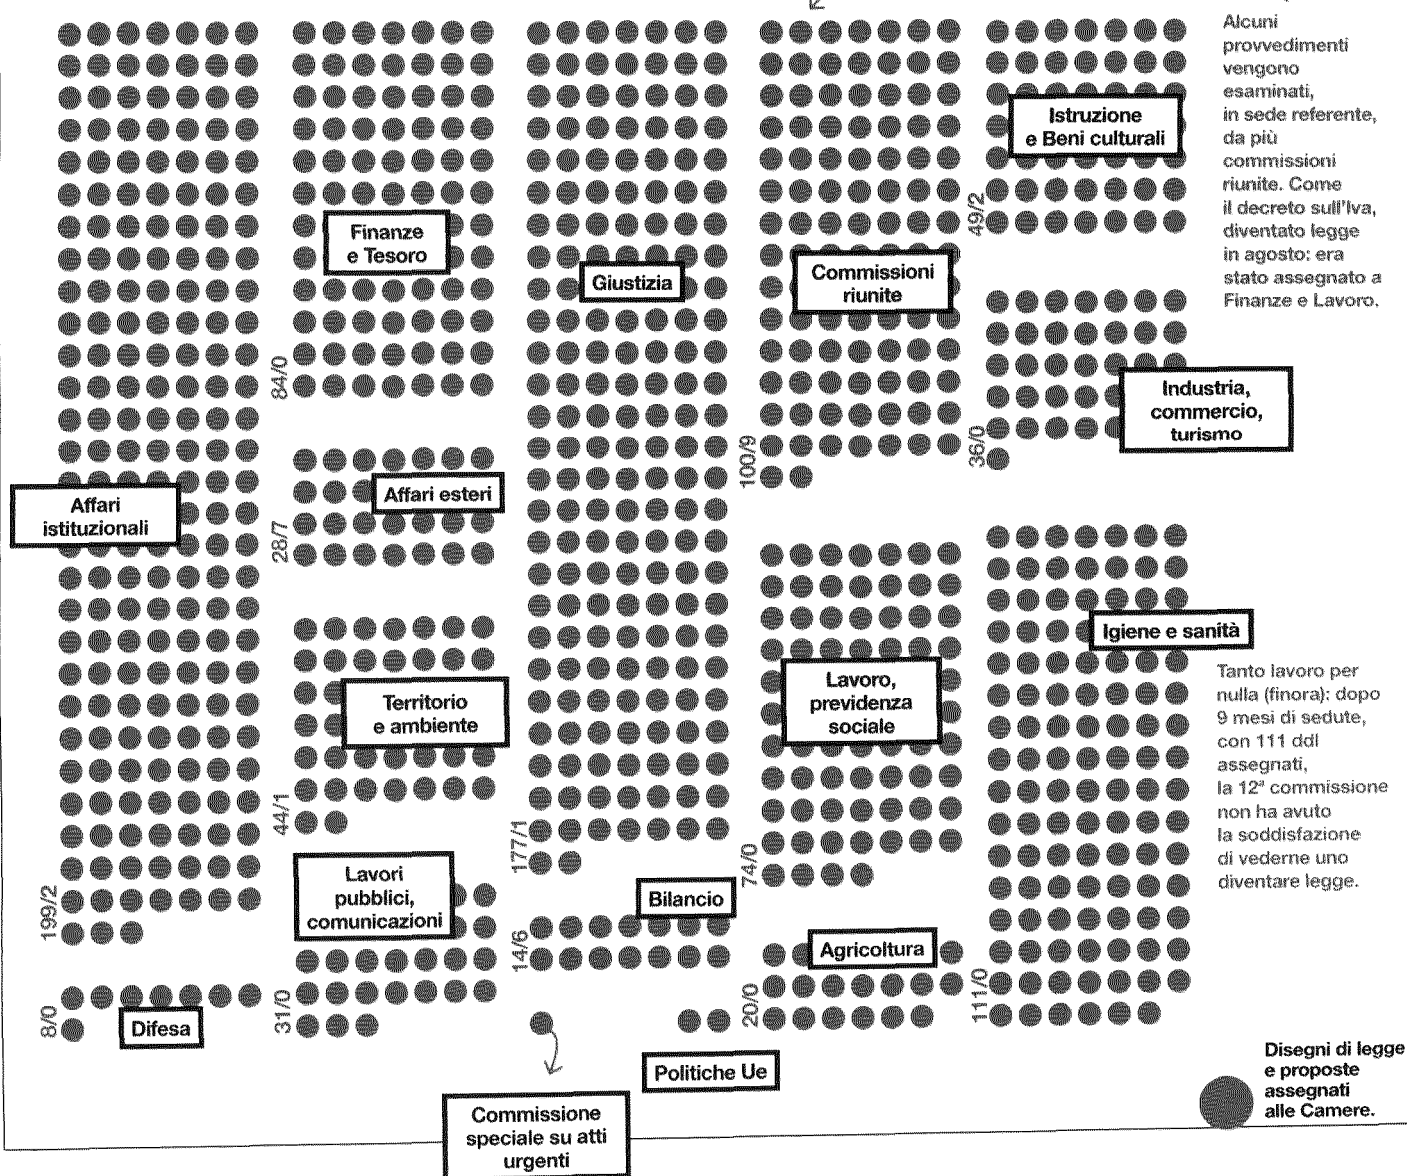 Alcuni
provvedimenti
vengono
esaminati,
in sede referente,
da più
commissioni
riunite. Come
il decreto sull'Iva,
diventato legge
in agosto: era
stato assegnato a
Finanze e Lavoro.
Istruzione
e Beni culturali
49/2
Finanze
e Tesoro
84/0
Giustizia
177/1
Commissioni
riunite
100/9
Industria,
commercio,
turismo
36/0
Affari
istituzionali
199/2
Affari esteri
28/7
Territorio
e ambiente
44/1
Lavoro,
previdenza
sociale
74/0
Igiene e sanità
111/0
Tanto lavoro per
nulla (finora): dopo
9 mesi di sedute,
con 111 ddl
assegnati,
la 12ª commissione
non ha avuto
la soddisfazione
di vederne uno
diventare legge.
Lavori
pubblici,
comunicazioni
31/0
Bilancio
14/6
Agricoltura
20/0
Difesa
8/0
Politiche Ue
Commissione
speciale su atti
urgenti
Disegni di legge
e proposte
assegnati
alle Camere.